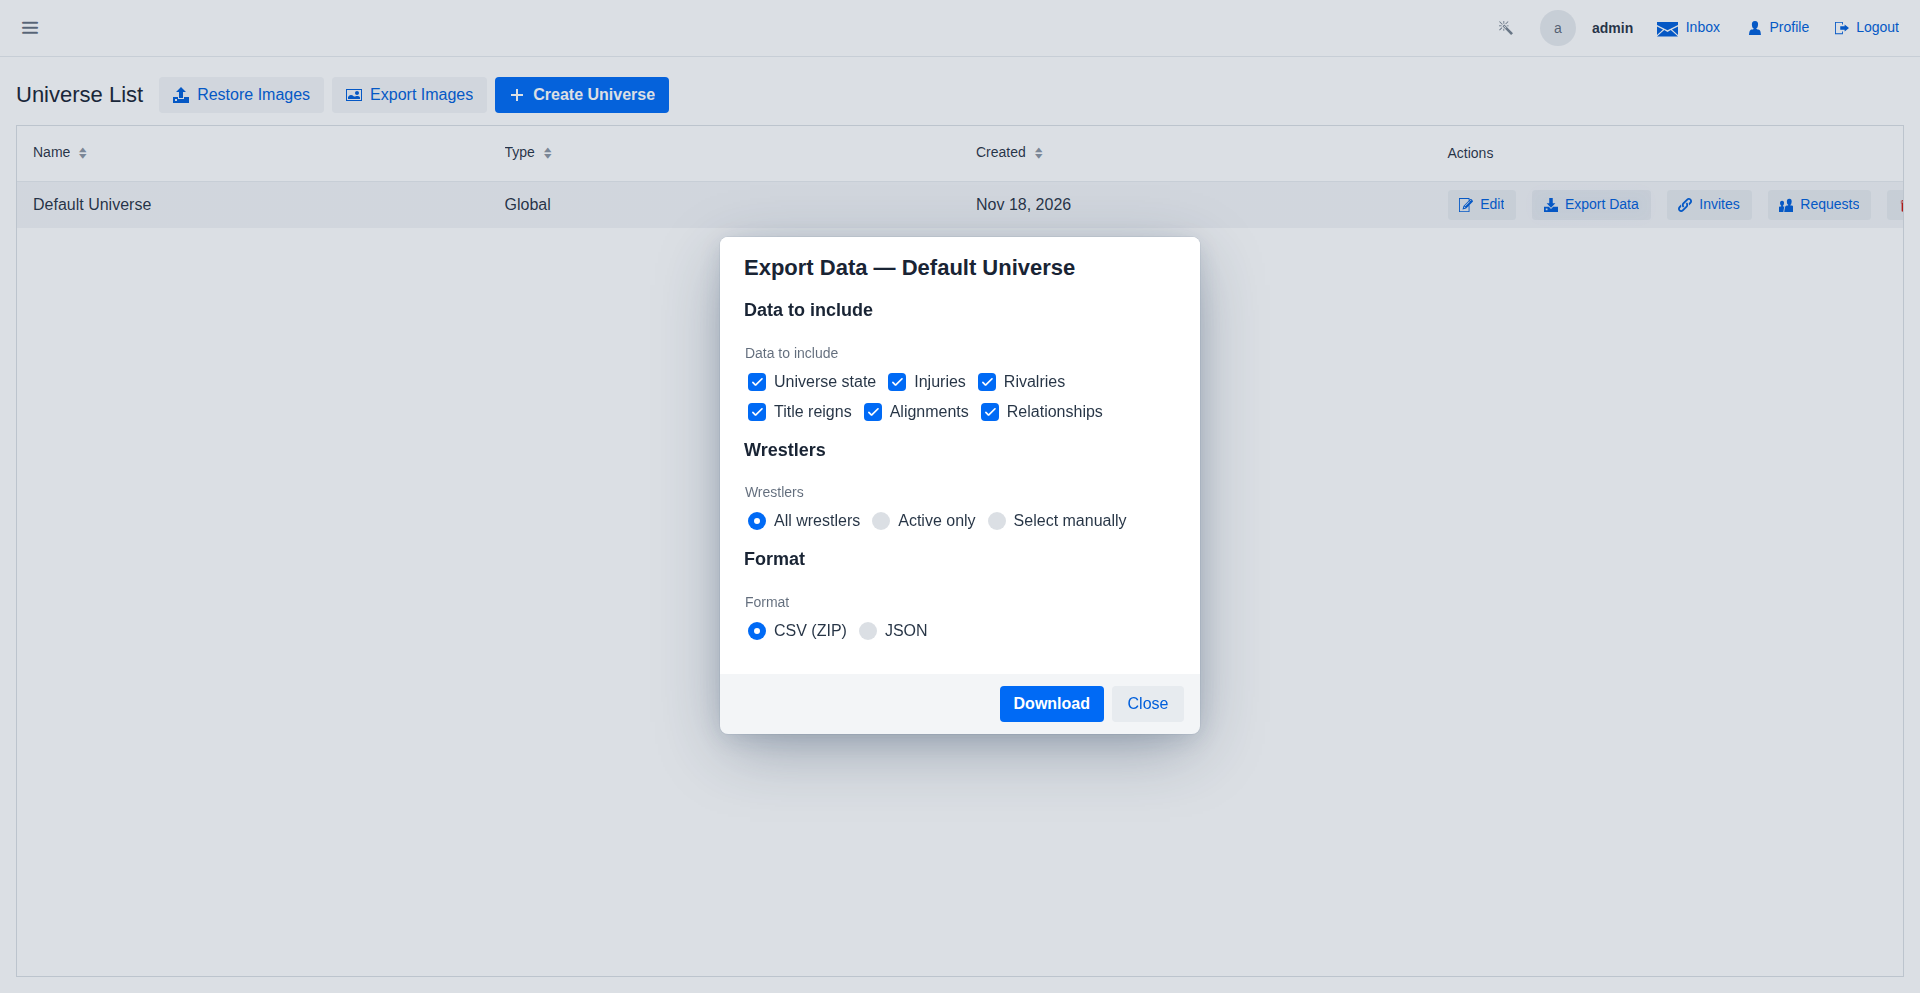 a admin Inbox Profile Logout
Universe List Restore Images Export Images Create Universe
Name Type Created Actions
Default Universe Global Nov 18, 2026 Edit Export Data Invites Requests
Export Data — Default Universe
Data to include
Data to include
Universe state Injuries Rivalries
Title reigns Alignments Relationships
Wrestlers
Wrestlers
All wrestlers Active only Select manually
Format
Format
CSV (ZIP) JSON
Download Close